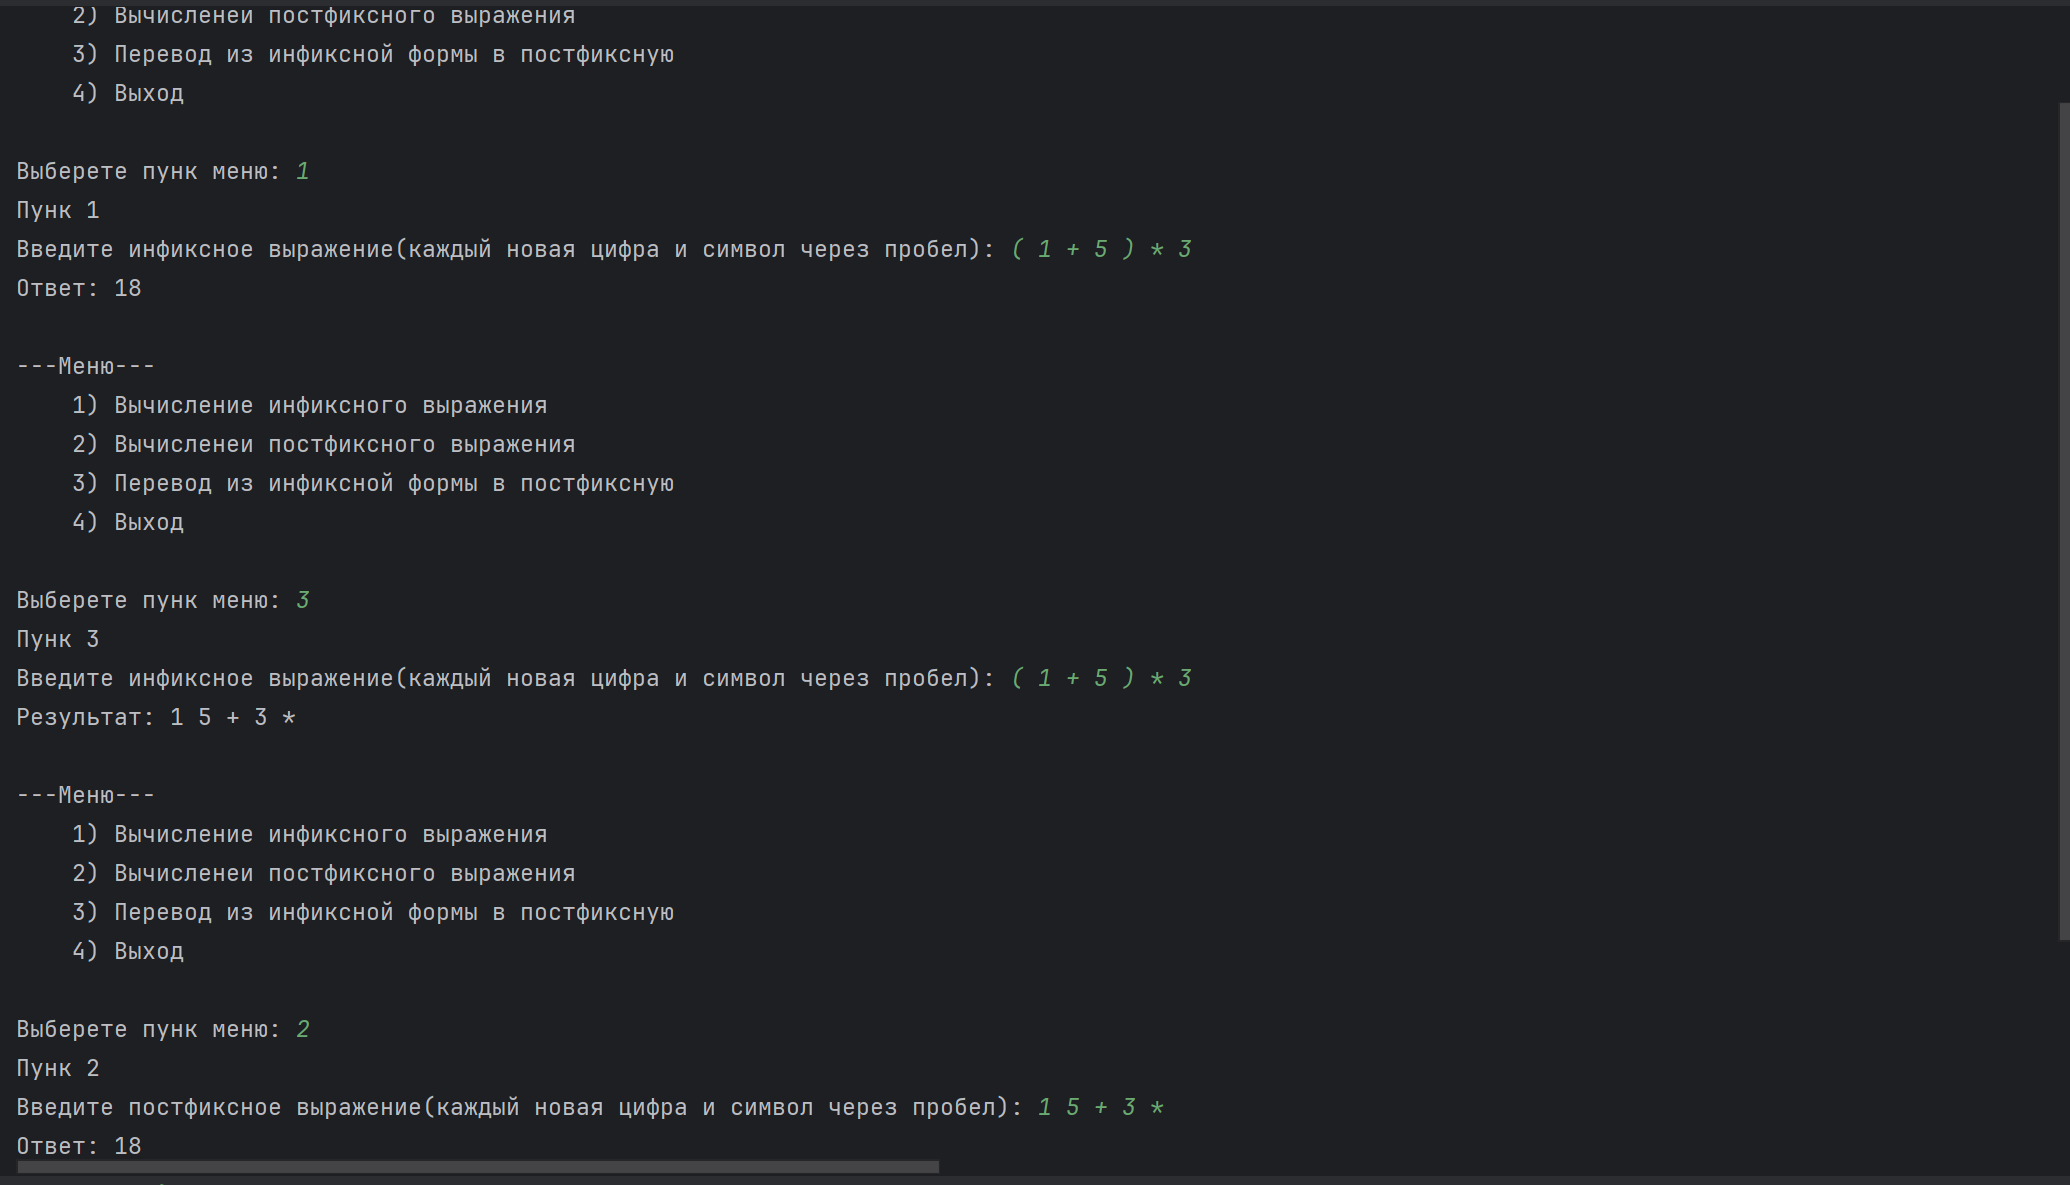 2) Вычисленеи постфиксного выражения
3) Перевод из инфиксной формы в постфиксную
4) Выход
Выберете пунк меню: 1
Пунк 1
Введите инфиксное выражение(каждый новая цифра и символ через пробел): ( 1 + 5 ) * 3
Ответ: 18
---Меню---
1) Вычисление инфиксного выражения
2) Вычисленеи постфиксного выражения
3) Перевод из инфиксной формы в постфиксную
4) Выход
Выберете пунк меню: 3
Пунк 3
Введите инфиксное выражение(каждый новая цифра и символ через пробел): ( 1 + 5 ) * 3
Результат: 1 5 + 3 *
---Меню---
1) Вычисление инфиксного выражения
2) Вычисленеи постфиксного выражения
3) Перевод из инфиксной формы в постфиксную
4) Выход
Выберете пунк меню: 2
Пунк 2
Введите постфиксное выражение(каждый новая цифра и символ через пробел): 1 5 + 3 *
Ответ: 18